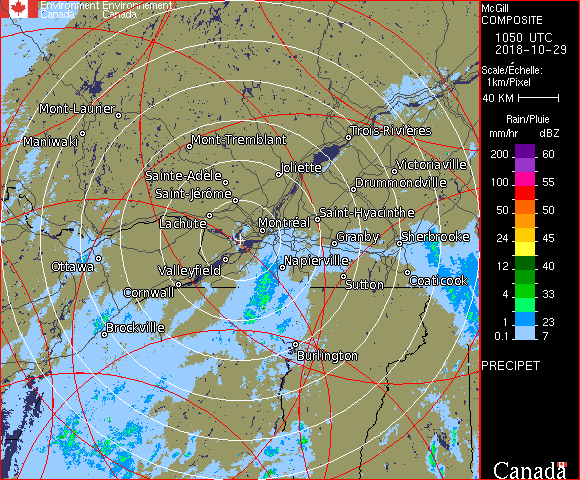 Environment Environnement
Canada Canada
McGill
COMPOSITE
1050 UTC
2018-10-29
Scale/Échelle:
1km/Pixel
40 KM
Rain/Pluie
mm/hr dBZ
200 60
100 55
50 50
24 45
12 40
4 33
1 23
0.1 7
PRECIPET
Canada
Mont-Laurier
Maniwaki
Mont-Tremblant
Trois-Rivières
Sainte-Adèle
Joliette
Victoriaville
Saint-Jérôme
Drummondville
Lachute
Montréal
Saint-Hyacinthe
Granby
Sherbrooke
Ottawa
Valleyfield
Napierville
Cornwall
Sutton
Coaticook
Brockville
Burlington